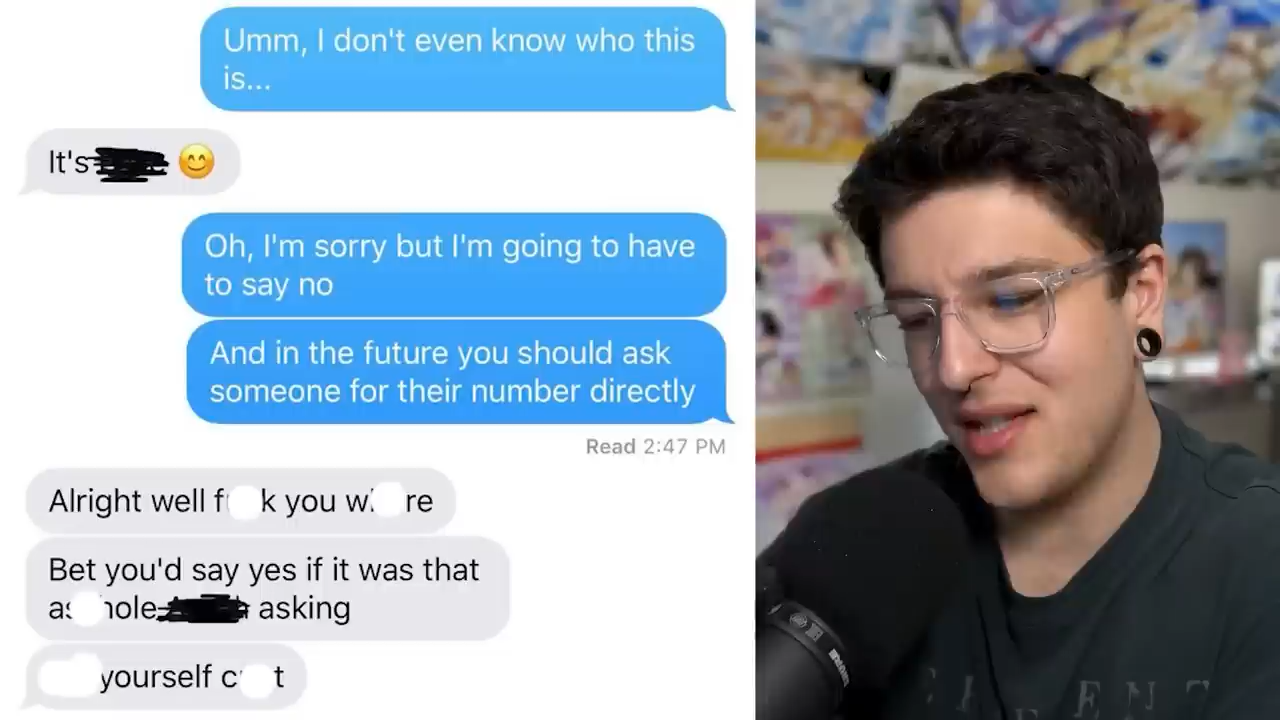 Umm, I don't even know who this
is...
It's 😊
Oh, I'm sorry but I'm going to have
to say no
And in the future you should ask
someone for their number directly
Read 2:47 PM
Alright well f k you w re
Bet you'd say yes if it was that
as hole asking
yourself c t